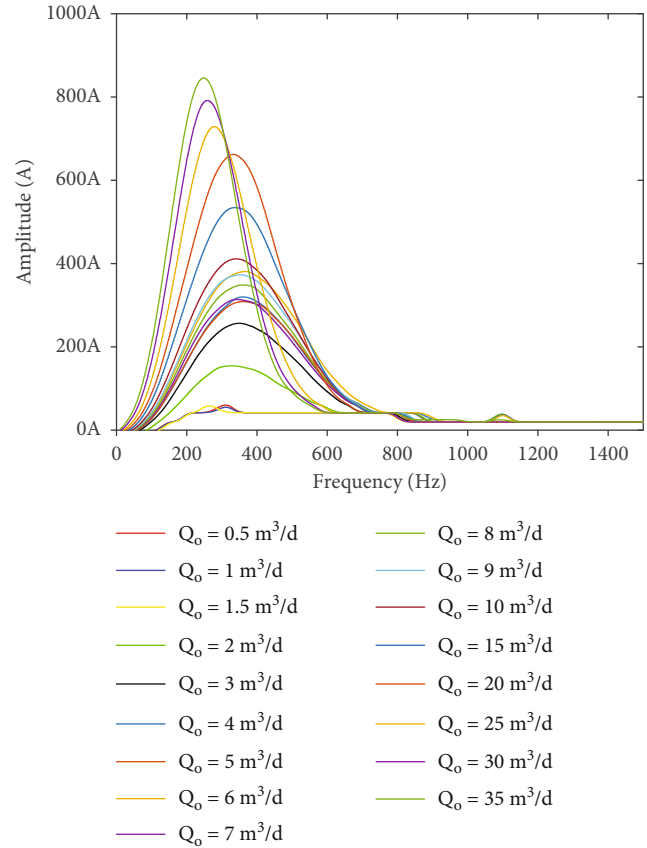 1000A
800A
600A
400A
200A
0A
Amplitude (A)
0 200 400 600 800 1000 1200 1400
Frequency (Hz)
Qₒ = 0.5 m³/d
Qₒ = 1 m³/d
Qₒ = 1.5 m³/d
Qₒ = 2 m³/d
Qₒ = 3 m³/d
Qₒ = 4 m³/d
Qₒ = 5 m³/d
Qₒ = 6 m³/d
Qₒ = 7 m³/d
Qₒ = 8 m³/d
Qₒ = 9 m³/d
Qₒ = 10 m³/d
Qₒ = 15 m³/d
Qₒ = 20 m³/d
Qₒ = 25 m³/d
Qₒ = 30 m³/d
Qₒ = 35 m³/d